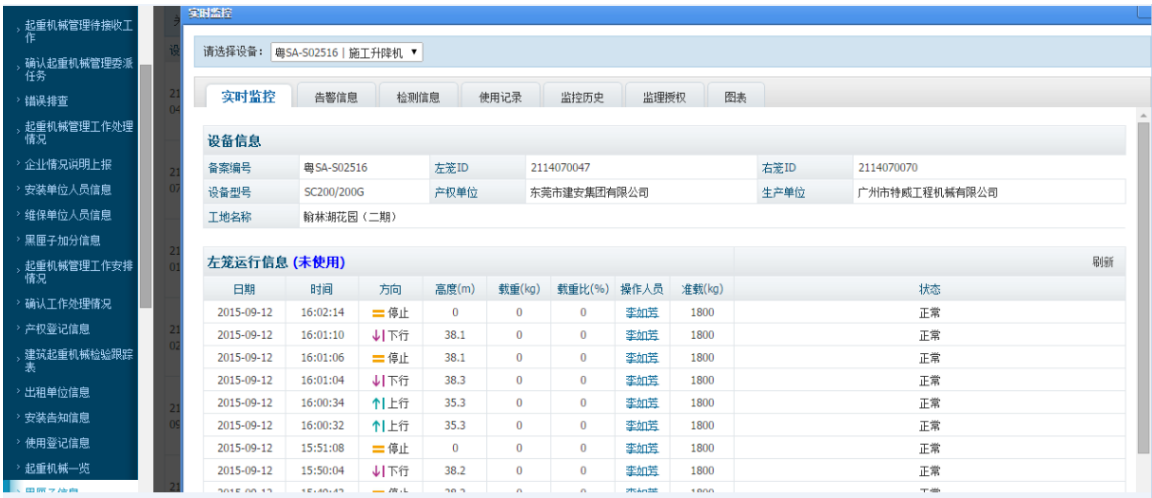 起重机械管理待接收工
作
确认起重机械管理委派
任务
错误排查
起重机械管理工作处理
情况
企业情况说明上报
安装单位人员信息
维保单位人员信息
黑匣子加分信息
起重机械管理工作安排
情况
确认工作处理情况
产权登记信息
建筑起重机械检验跟踪
表
出租单位信息
安装告知信息
使用登记信息
起重机械一览
黑匣子信息
实时监控
请选择设备： 粤SA-S02516 | 施工升降机
实时监控 告警信息 检测信息 使用记录 监控历史 监理授权 图表
设备信息
备案编号 粤SA-S02516 左笼ID 2114070047 右笼ID 2114070070
设备型号 SC200/200G 产权单位 东莞市建安集团有限公司 生产单位 广州市特威工程机械有限公司
工地名称 翰林湖花园（二期）
左笼运行信息 (未使用) 刷新
日期 时间 方向 高度(m) 载重(kg) 载重比(%) 操作人员 准载(kg) 状态
2015-09-12 16:02:14 停止 0 0 0 李如芳 1800 正常
2015-09-12 16:01:10 下行 38.1 0 0 李如芳 1800 正常
2015-09-12 16:01:06 停止 38.1 0 0 李如芳 1800 正常
2015-09-12 16:01:04 下行 38.3 0 0 李如芳 1800 正常
2015-09-12 16:00:34 上行 35.3 0 0 李如芳 1800 正常
2015-09-12 16:00:32 上行 35.3 0 0 李如芳 1800 正常
2015-09-12 15:51:08 停止 0 0 0 李如芳 1800 正常
2015-09-12 15:50:04 下行 38.2 0 0 李如芳 1800 正常